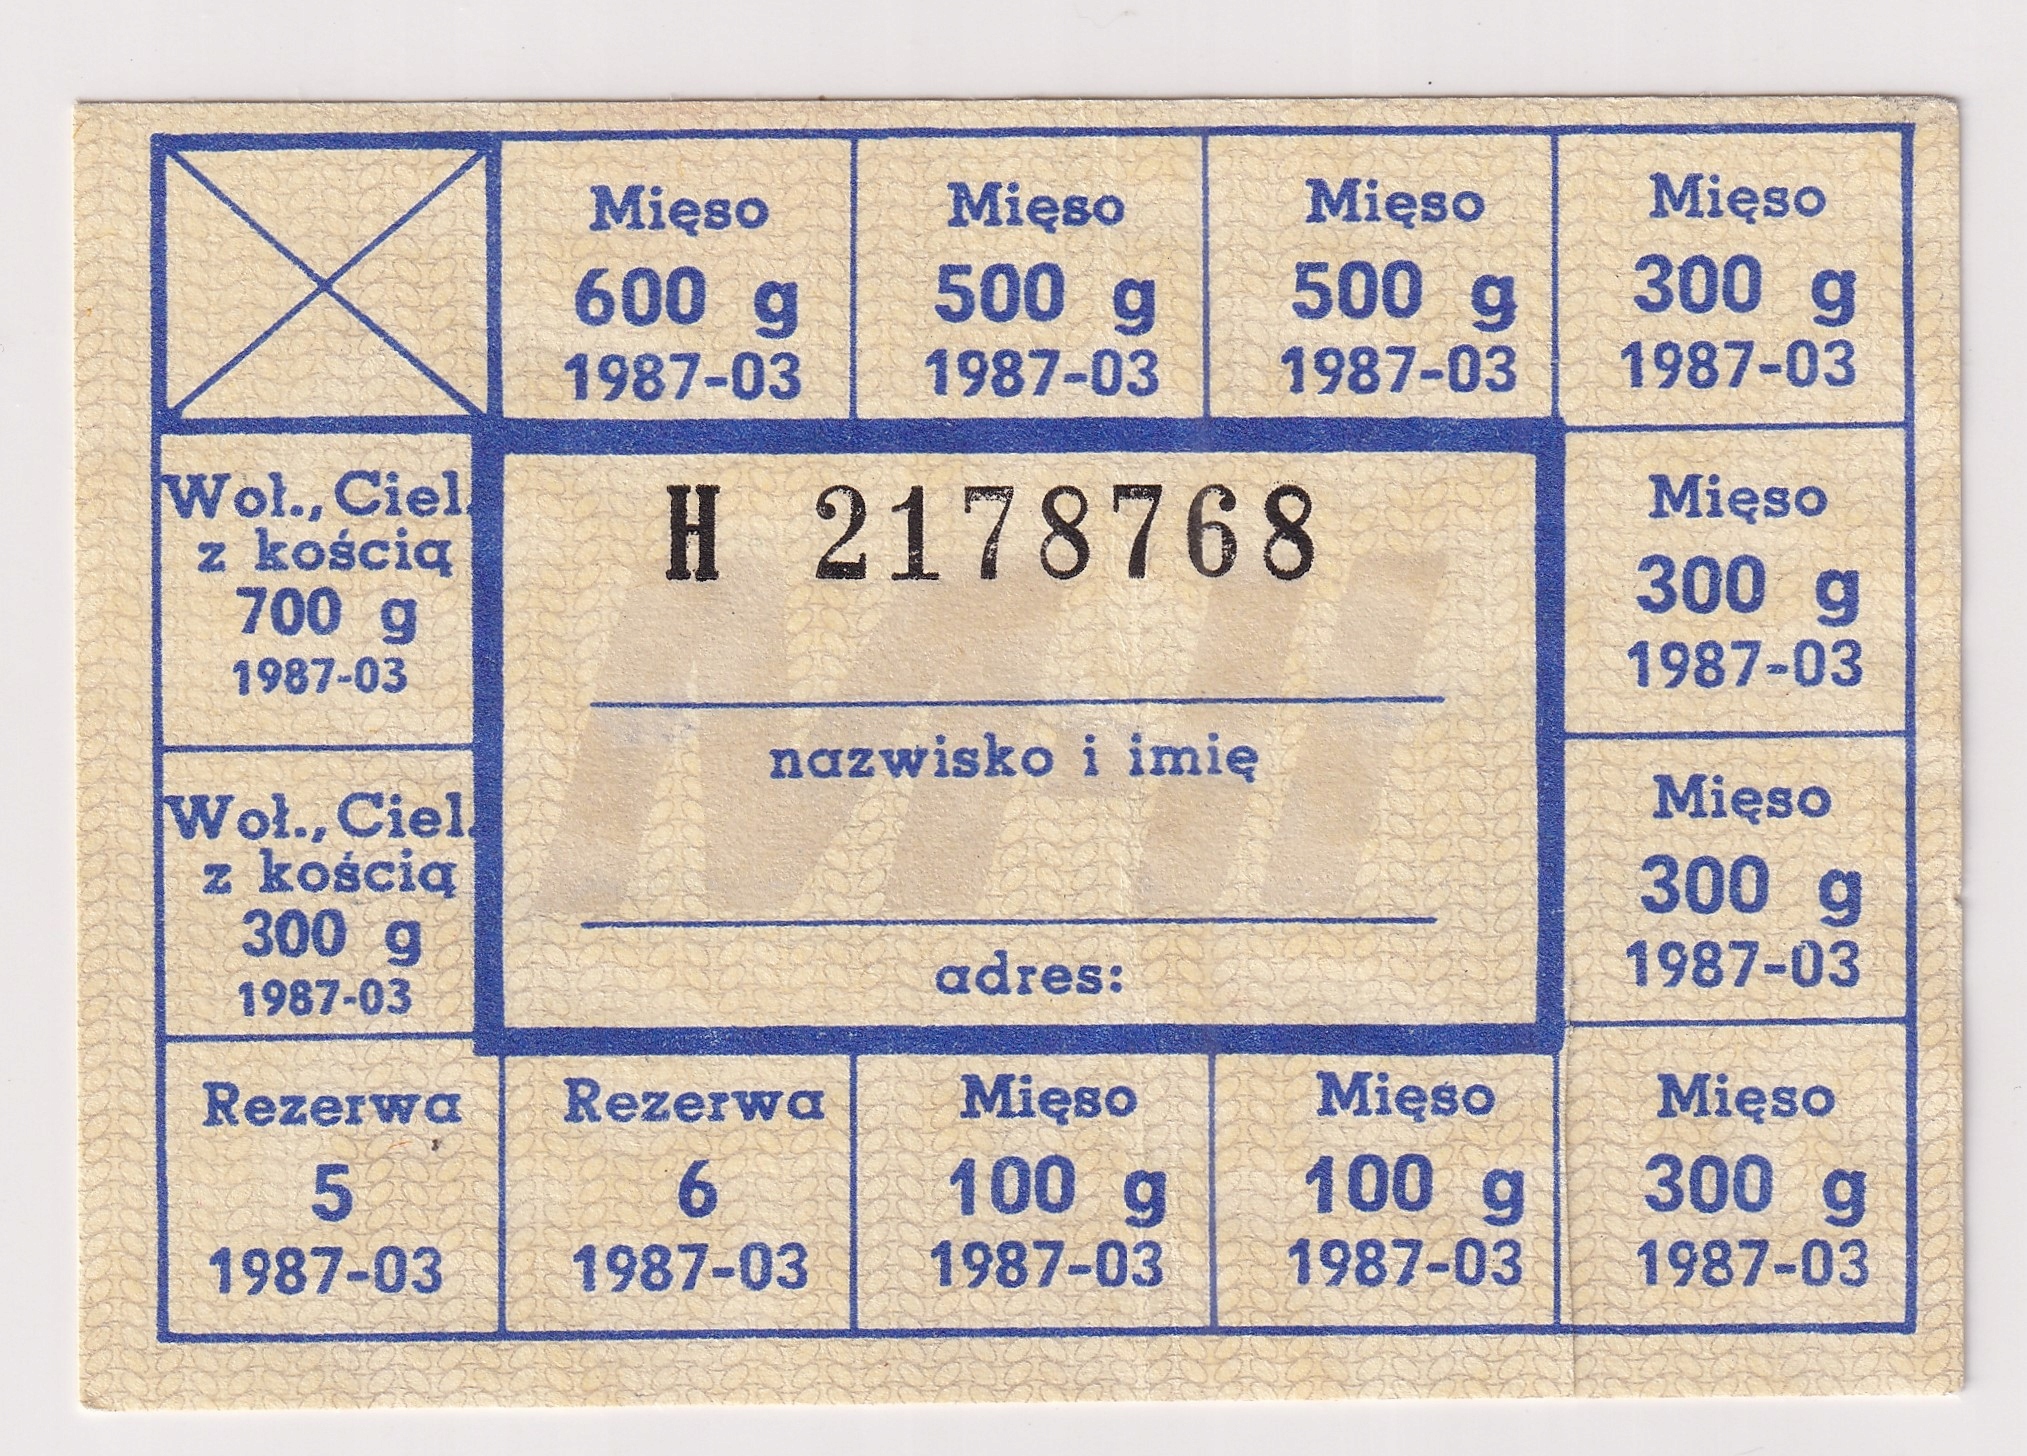 Mięso
600 g
1987-03
Mięso
500 g
1987-03
Mięso
500 g
1987-03
Mięso
300 g
1987-03
Woł., Ciel.
z kością
700 g
1987-03
H 2178768
nazwisko i imię
adres:
Mięso
300 g
1987-03
Woł., Ciel.
z kością
300 g
1987-03
Mięso
300 g
1987-03
Rezerwa
5
1987-03
Rezerwa
6
1987-03
Mięso
100 g
1987-03
Mięso
100 g
1987-03
Mięso
300 g
1987-03